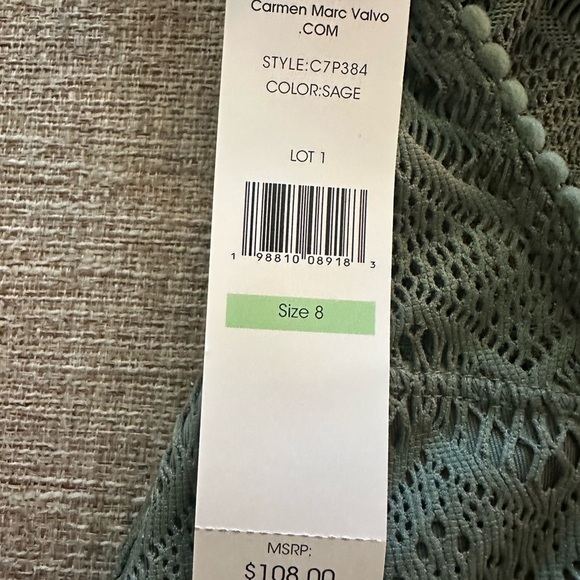 Carmen Marc Valvo
.COM
STYLE:C7P384
COLOR:SAGE
LOT 1
1 98810 08918 3
Size 8
MSRP:
$108.00